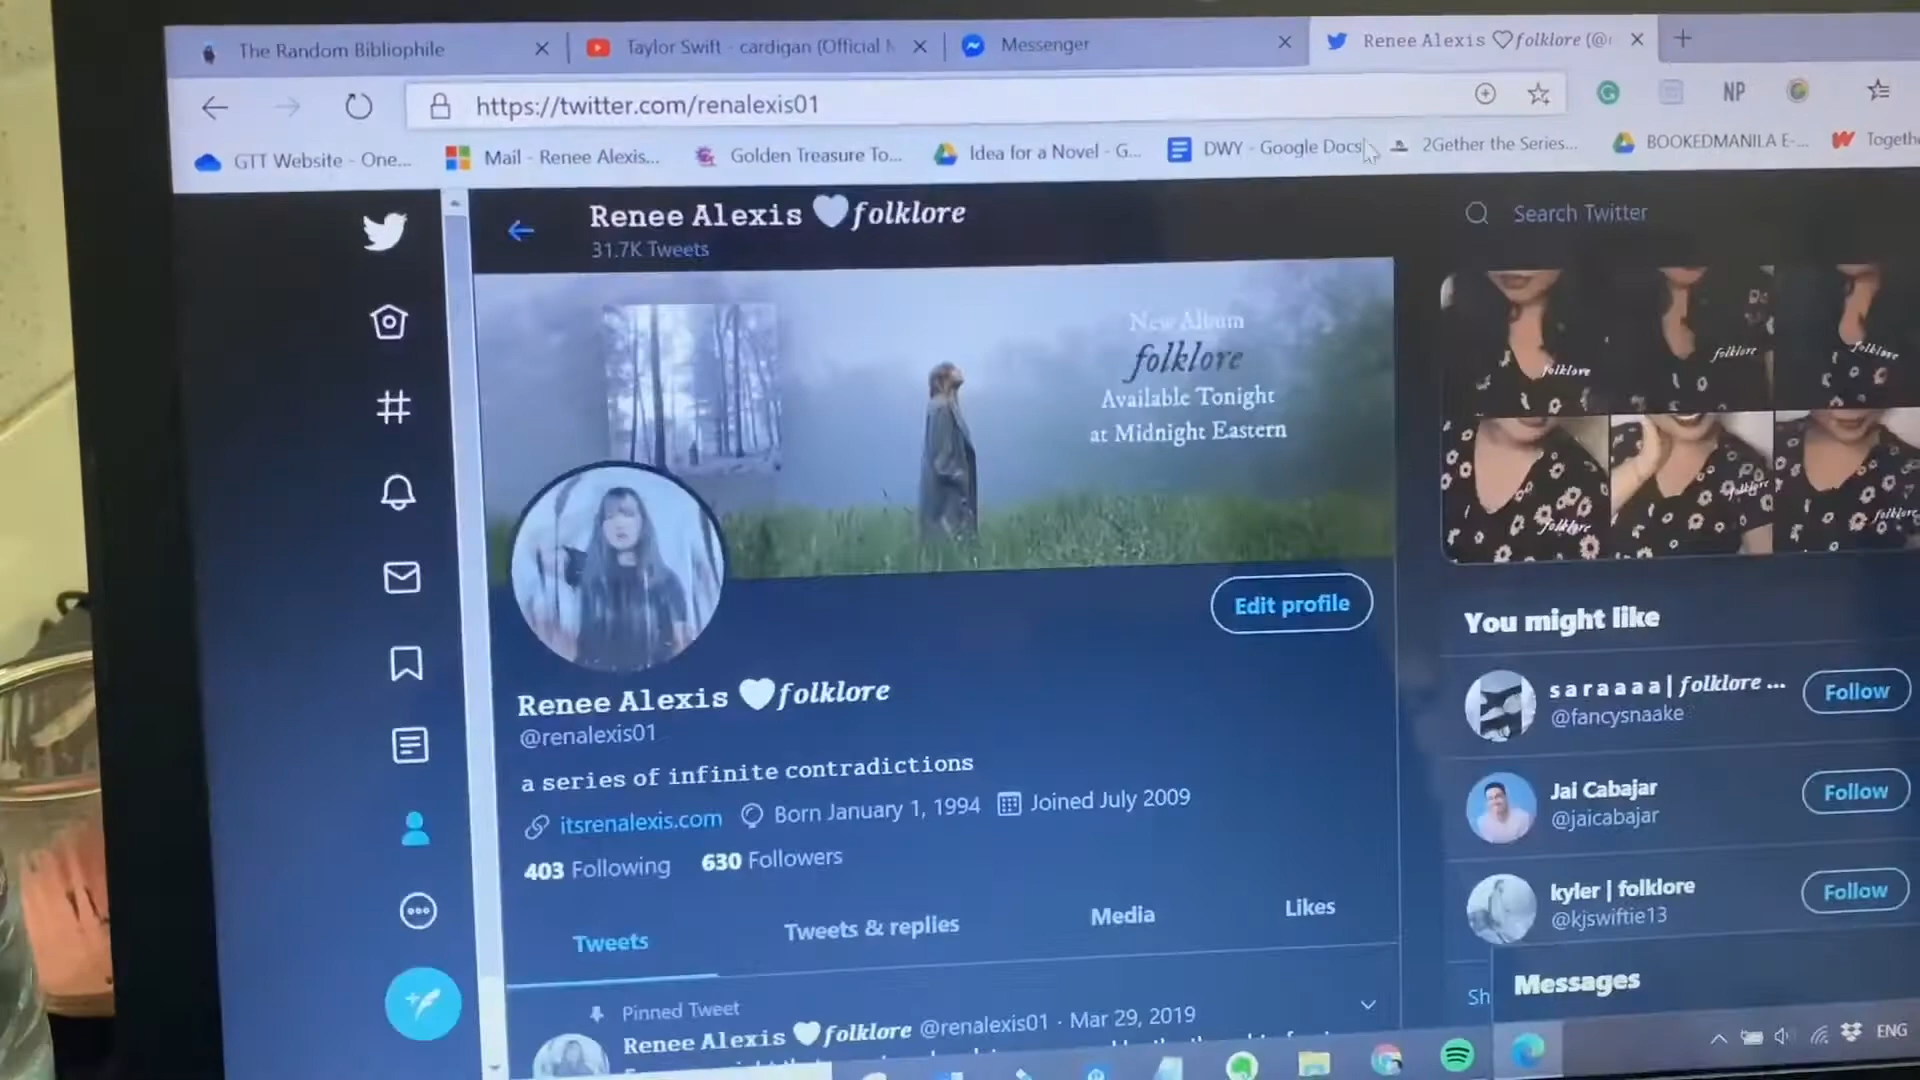 The Random Bibliophile
Taylor Swift - cardigan (Official
Messenger
Renee Alexis ♡folklore (@
https://twitter.com/renalexis01
NP
GTT Website - One...
Mail - Renee Alexis...
Golden Treasure To...
Idea for a Novel - G...
DWY - Google Docs
2Gether the Series...
BOOKEDMANILA E-...
Renee Alexis 🤍folklore
31.7K Tweets
Search Twitter
New Album
folklore
Available Tonight
at Midnight Eastern
folklore
folklore
folklore
folklore
folklore
folklore
Edit profile
Renee Alexis 🤍folklore
@renalexis01
a series of infinite contradictions
itsrenalexis.com Born January 1, 1994 Joined July 2009
403 Following 630 Followers
Tweets
Tweets & replies
Media
Likes
Pinned Tweet
Renee Alexis 🤍folklore @renalexis01 · Mar 29, 2019
You might like
s a r a a a a | folklore ...
@fancysnaake
Follow
Jai Cabajar
@jaicabajar
Follow
kyler | folklore
@kjswiftie13
Follow
Sh
Messages
ENG